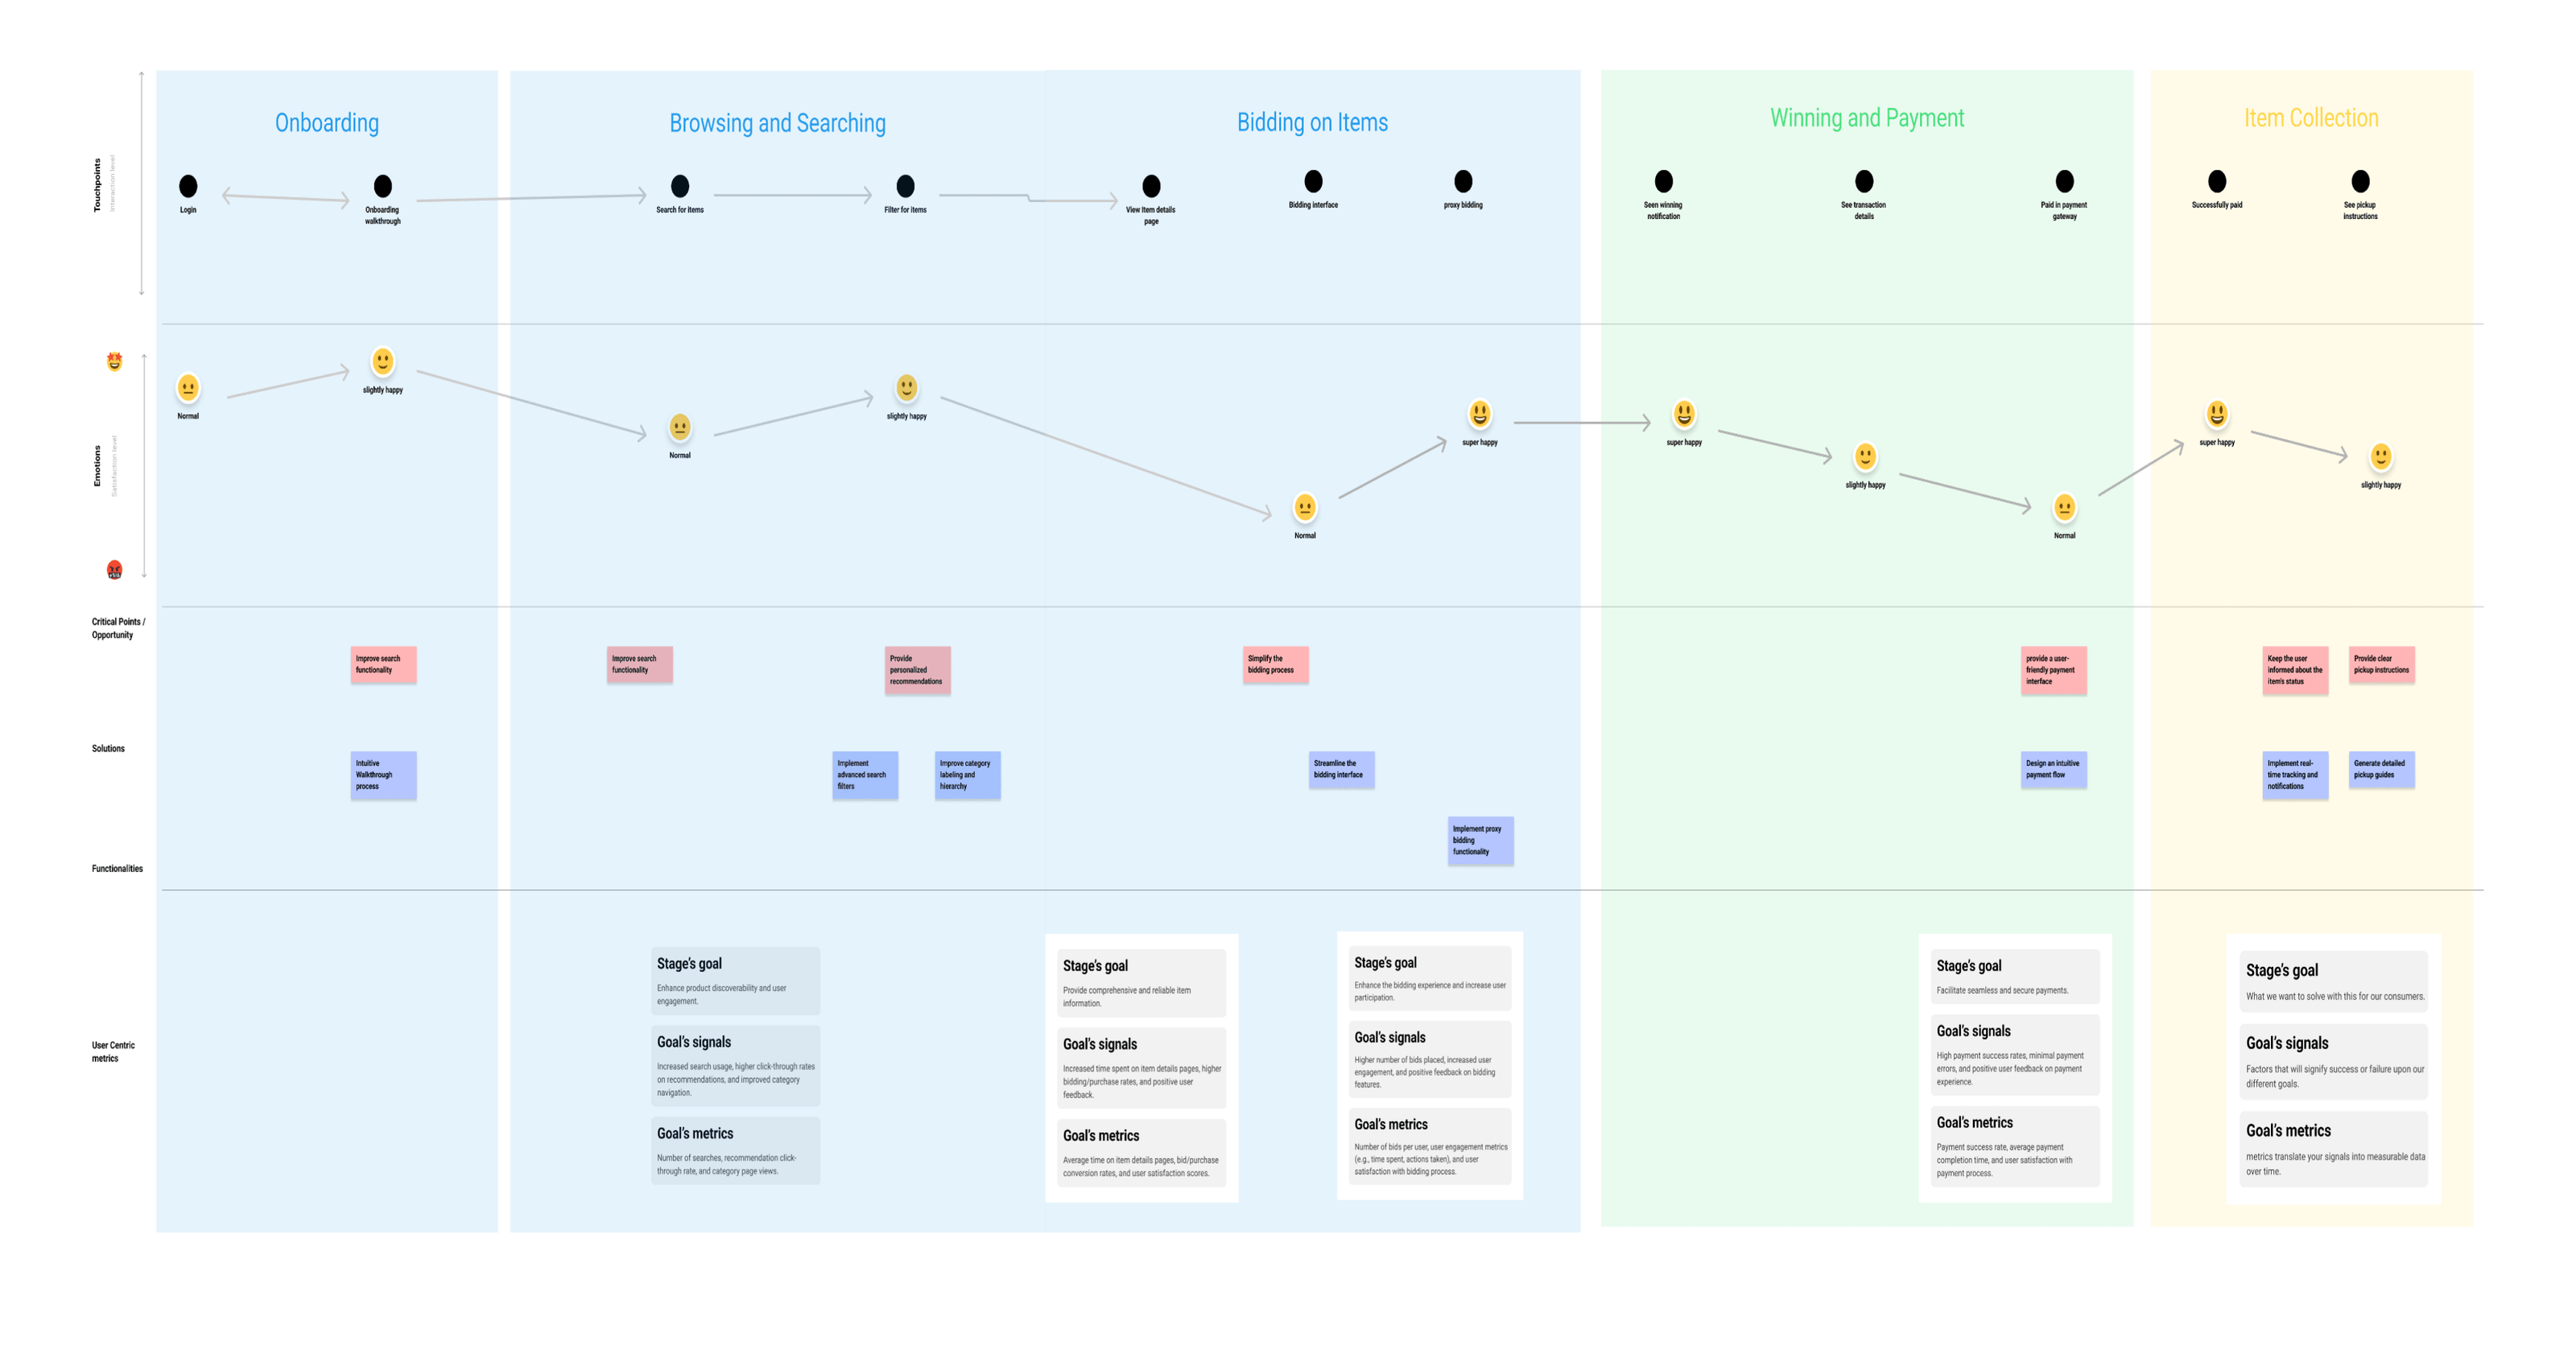 Onboarding
Browsing and Searching
Bidding on Items
Winning and Payment
Item Collection
Touchpoints
Interaction level
Login
Onboarding
walkthrough
Search for items
Filter for items
View Item details
page
Bidding interface
proxy bidding
Seen winning
notification
See transaction
details
Paid in payment
gateway
Successfully paid
See pickup
instructions
Emotions
Satisfaction level
Normal
slightly happy
Normal
slightly happy
Normal
super happy
super happy
slightly happy
Normal
super happy
slightly happy
Critical Points /
Opportunity
Improve search
functionality
Improve search
functionality
Provide
personalized
recommendations
Simplify the
bidding process
provide a user-
friendly payment
interface
Keep the user
informed about the
item's status
Provide clear
pickup instructions
Solutions
Intuitive
Walkthrough
process
Implement
advanced search
filters
Improve category
labeling and
hierarchy
Streamline the
bidding interface
Design an intuitive
payment flow
Implement real-
time tracking and
notifications
Generate detailed
pickup guides
Implement proxy
bidding
functionality
Functionalities
User Centric
metrics
Stage's goal
Enhance product discoverability and user
engagement.
Goal's signals
Increased search usage, higher click-through rates
on recommendations, and improved category
navigation.
Goal's metrics
Number of searches, recommendation click-
through rate, and category page views.
Stage's goal
Provide comprehensive and reliable item
information.
Goal's signals
Increased time spent on item details pages, higher
bidding/purchase rates, and positive user
feedback.
Goal's metrics
Average time on item details pages, bid/purchase
conversion rates, and user satisfaction scores.
Stage's goal
Enhance the bidding experience and increase user
participation.
Goal's signals
Higher number of bids placed, increased user
engagement, and positive feedback on bidding
features.
Goal's metrics
Number of bids per user, user engagement metrics
(e.g., time spent, actions taken), and user
satisfaction with bidding process.
Stage's goal
Facilitate seamless and secure payments.
Goal's signals
High payment success rates, minimal payment
errors, and positive user feedback on payment
experience.
Goal's metrics
Payment success rate, average payment
completion time, and user satisfaction with
payment process.
Stage's goal
What we want to solve with this for our consumers.
Goal's signals
Factors that will signify success or failure upon our
different goals.
Goal's metrics
metrics translate your signals into measurable data
over time.